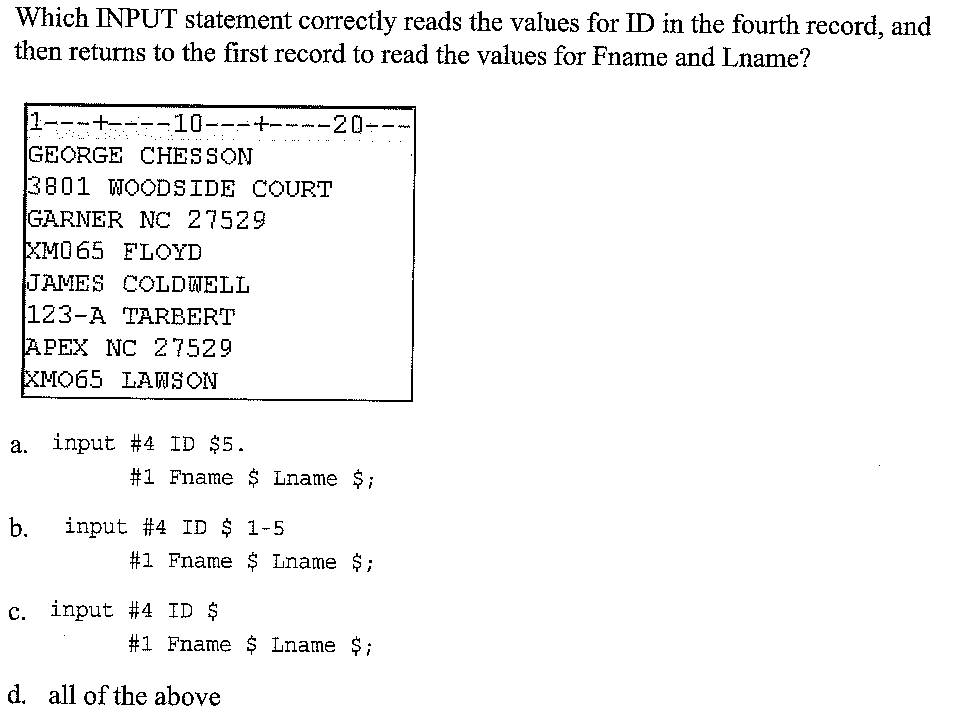 Which INPUT statement correctly reads the values for ID in the fourth record, and
then returns to the first record to read the values for Fname and Lname?
1---+----10---+----20---
GEORGE CHESSON
3801 WOODSIDE COURT
GARNER NC 27529
XM065 FLOYD
JAMES COLDWELL
123-A TARBERT
APEX NC 27529
XMO65 LAWSON
a. input #4 ID $5.
#1 Fname $ Lname $;
b. input #4 ID $ 1-5
#1 Fname $ Lname $;
c. input #4 ID $
#1 Fname $ Lname $;
d. all of the above